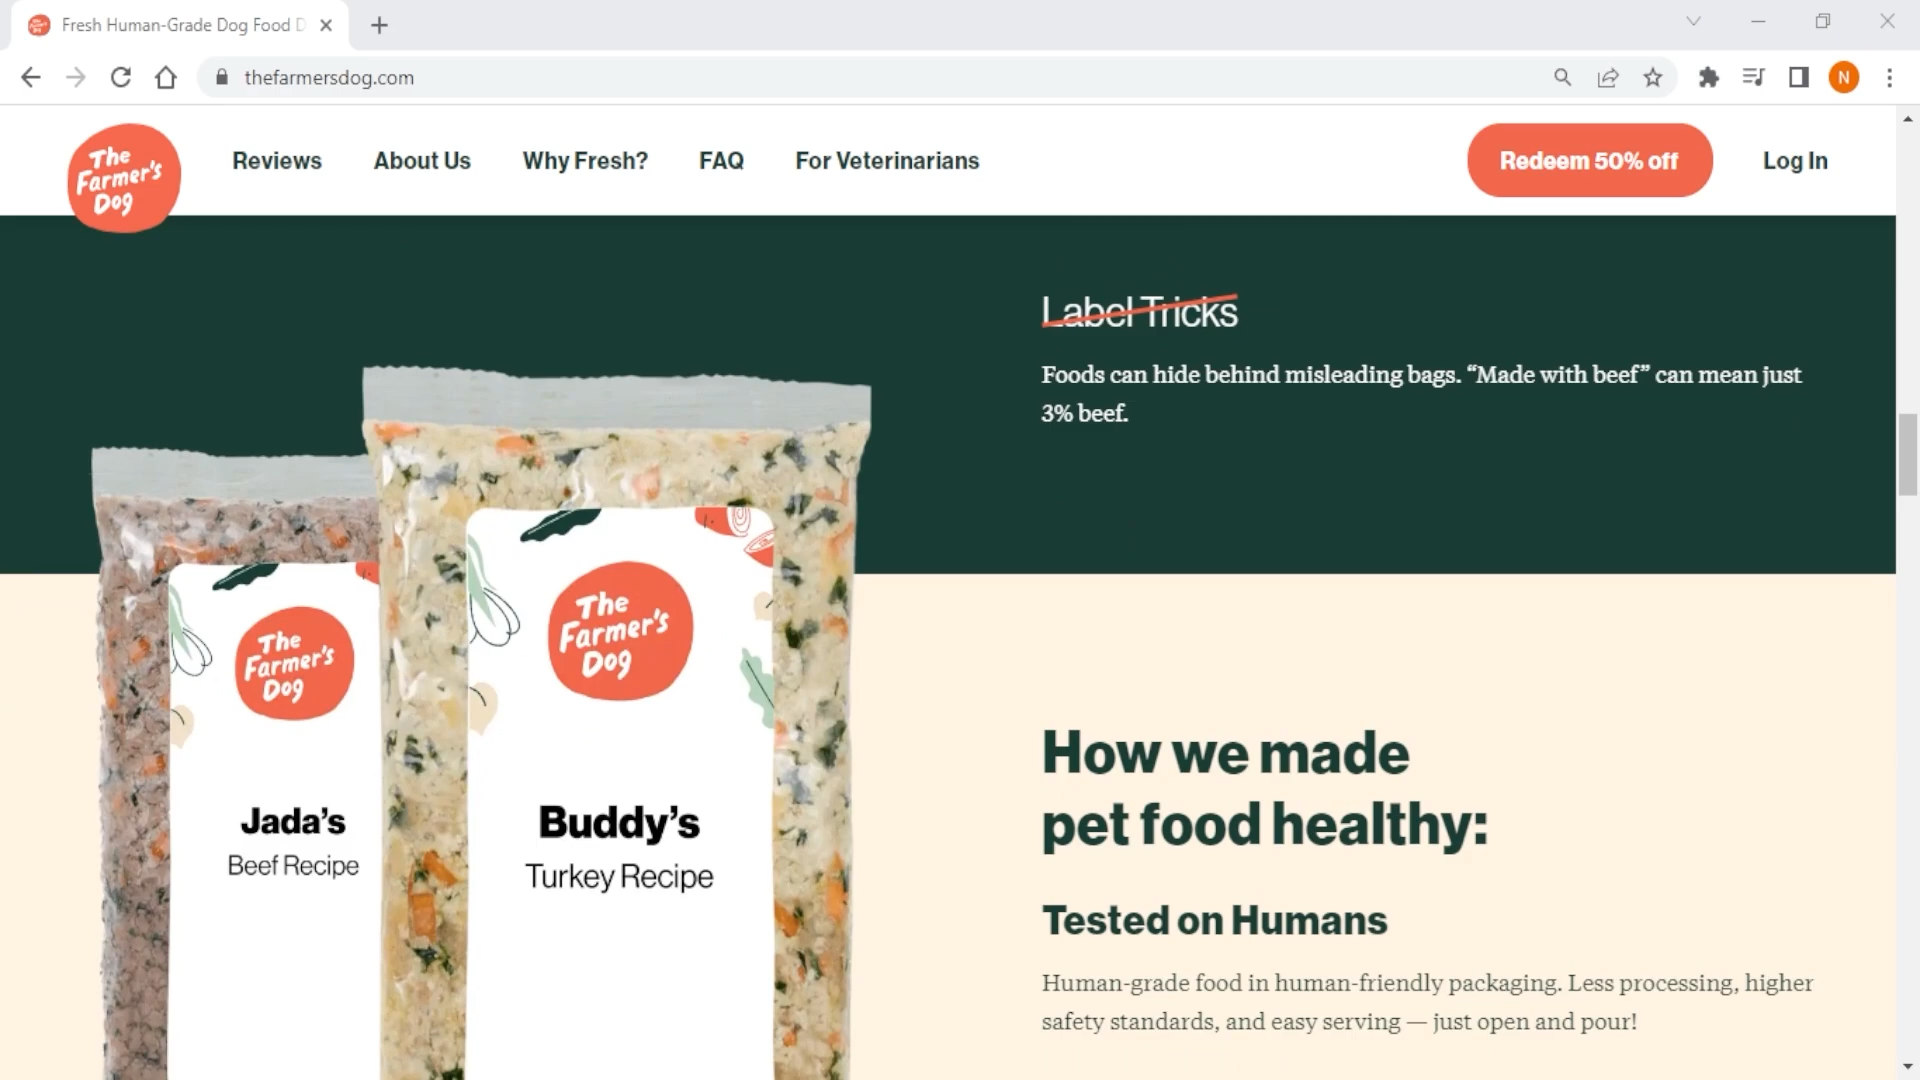 Fresh Human-Grade Dog Food D
thefarmersdog.com
N
The
Farmer's
Dog
Reviews
About Us
Why Fresh?
FAQ
For Veterinarians
Redeem 50% off
Log In
Label Tricks
Foods can hide behind misleading bags. “Made with beef” can mean just
3% beef.
The
Farmer's
Dog
Jada’s
Beef Recipe
The
Farmer's
Dog
Buddy’s
Turkey Recipe
How we made
pet food healthy:
Tested on Humans
Human-grade food in human-friendly packaging. Less processing, higher
safety standards, and easy serving — just open and pour!